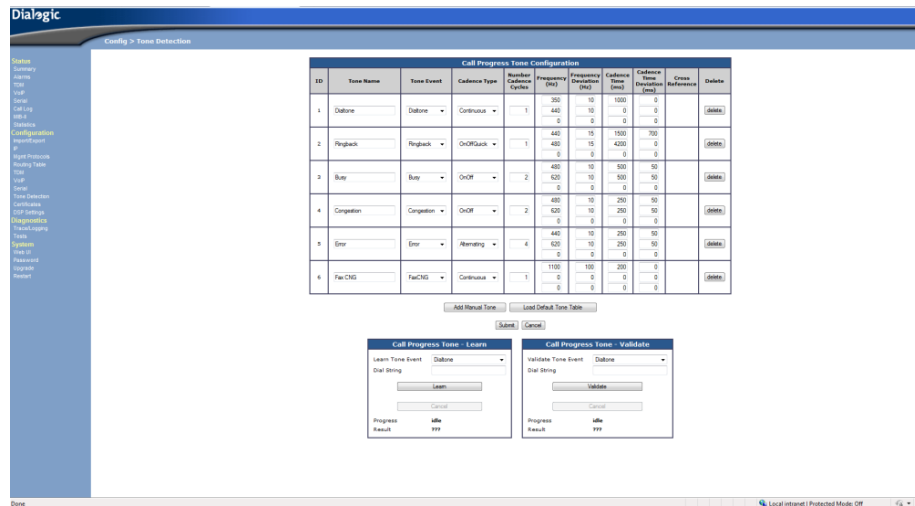 Dialogic
Config > Tone Detection
Status
Summary
Alarms
TDM
VoIP
Serial
Call Log
MIB-II
Statistics
Configuration
Import/Export
IP
Mgmt Protocols
Routing Table
TDM
VoIP
Serial
Tone Detection
Certificates
DSP Settings
Diagnostics
Trace/Logging
Tests
System
Web UI
Password
Upgrade
Restart
Call Progress Tone Configuration
ID Tone Name Tone Event Cadence Type Number Cadence Cycles Frequency (Hz) Frequency Deviation (Hz) Cadence Time (ms) Cadence Time Deviation (ms) Cross Reference Delete
350 10 1000 0
1 Dialtone Dialtone Continuous 1 440 10 0 0 delete
0 0 0
440 15 1500 700
2 Ringback Ringback OnOffQuick 1 480 15 4200 0 delete
0 0 0
480 10 500 50
3 Busy Busy OnOff 2 620 10 500 50 delete
0 0 0
480 10 250 50
4 Congestion Congestion OnOff 2 620 10 250 50 delete
0 0 0
440 10 250 50
5 Error Error Alternating 4 620 10 250 50 delete
0 0 0
1100 100 200 0
6 Fax CNG FaxCNG Continuous 1 0 0 0 0 delete
0 0 0
Add Manual Tone Load Default Tone Table
Submit Cancel
Call Progress Tone - Learn
Learn Tone Event Dialtone
Dial String
Learn
Cancel
Progress idle
Result ???
Call Progress Tone - Validate
Validate Tone Event Dialtone
Dial String
Validate
Cancel
Progress idle
Result ???
Done
Local intranet | Protected Mode: Off